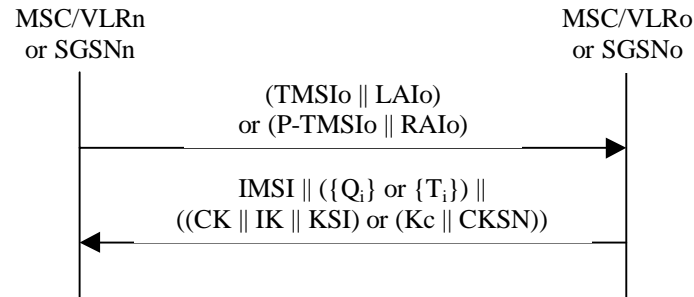 MSC/VLRn
or SGSNn
MSC/VLRo
or SGSNo
(TMSIo || LAIo)
or (P-TMSIo || RAIo)
IMSI || ({Qi} or {Ti}) ||
((CK || IK || KSI) or (Kc || CKSN))